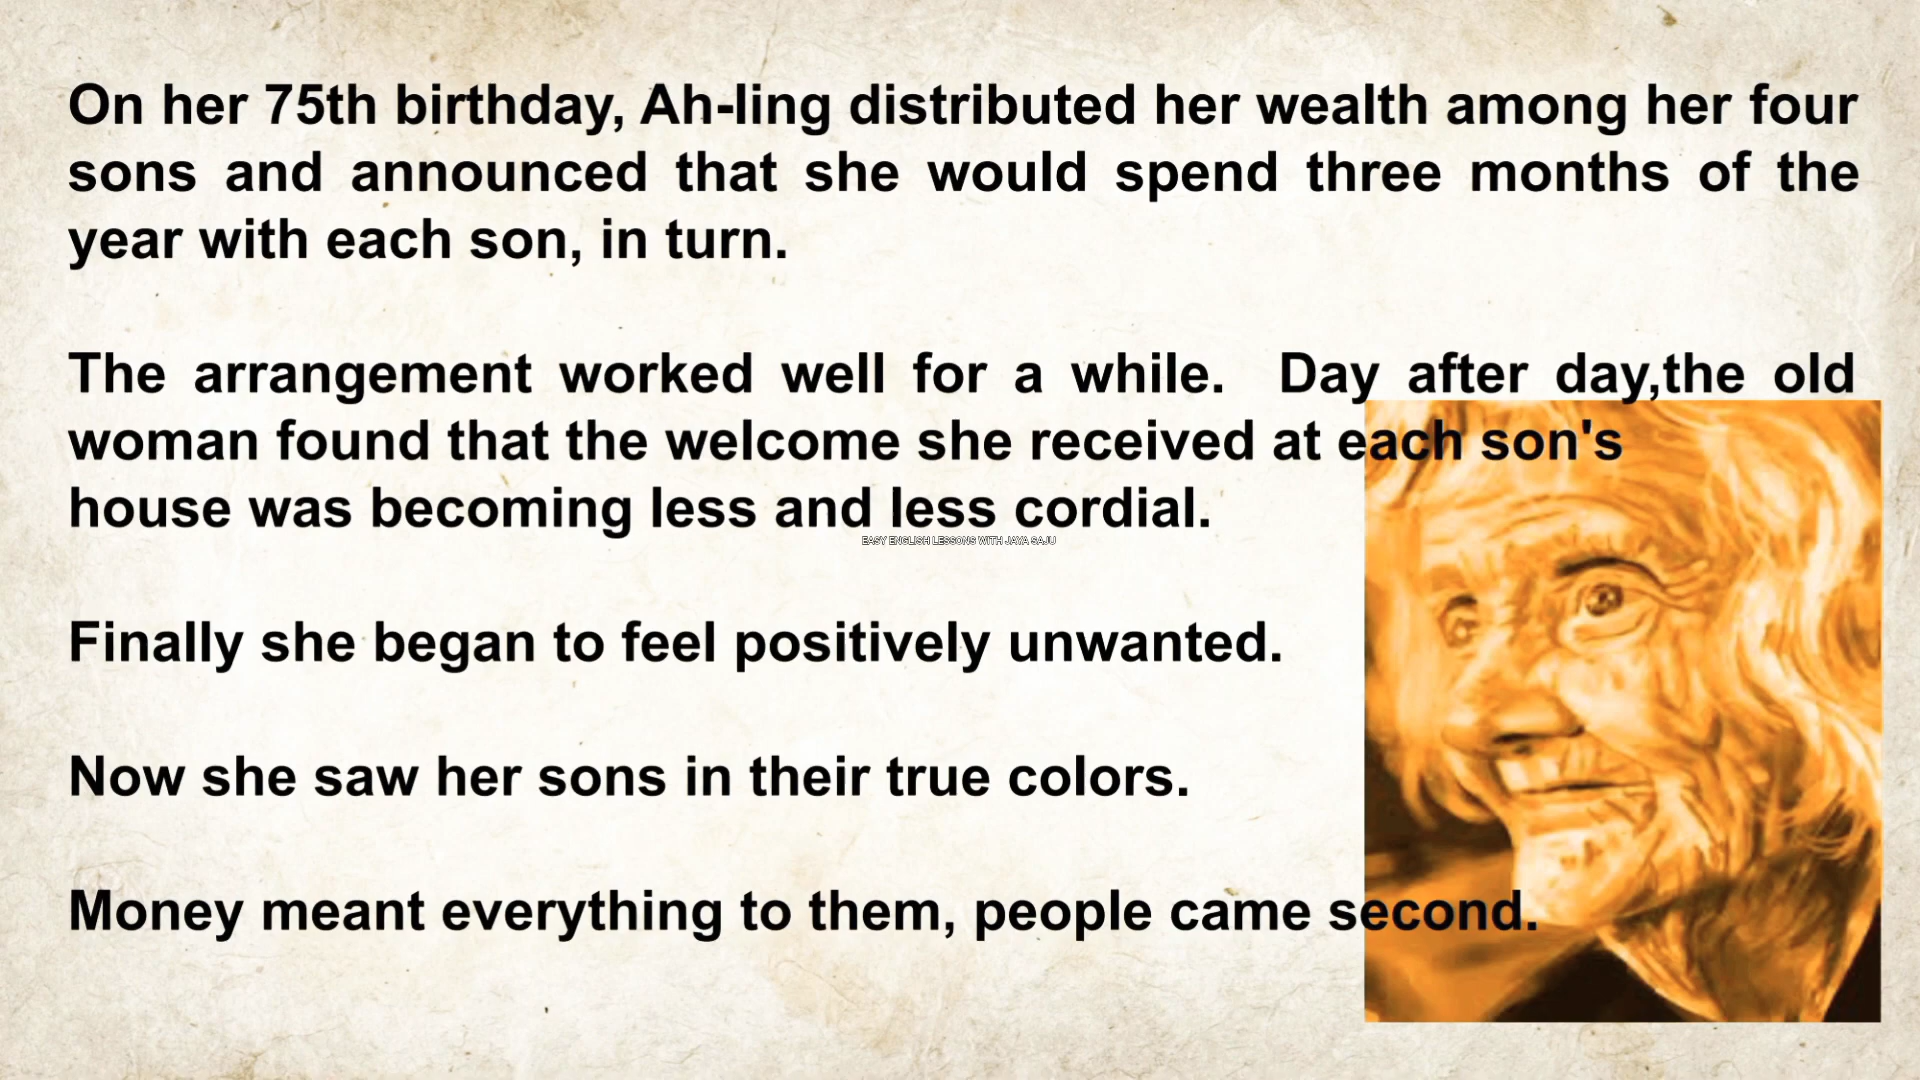 On her 75th birthday, Ah-ling distributed her wealth among her four
sons and announced that she would spend three months of the
year with each son, in turn.
The arrangement worked well for a while. Day after day,the old
woman found that the welcome she received at each son's
house was becoming less and less cordial.
EASY ENGLISH LESSONS WITH JAYA SAJU
Finally she began to feel positively unwanted.
Now she saw her sons in their true colors.
Money meant everything to them, people came second.